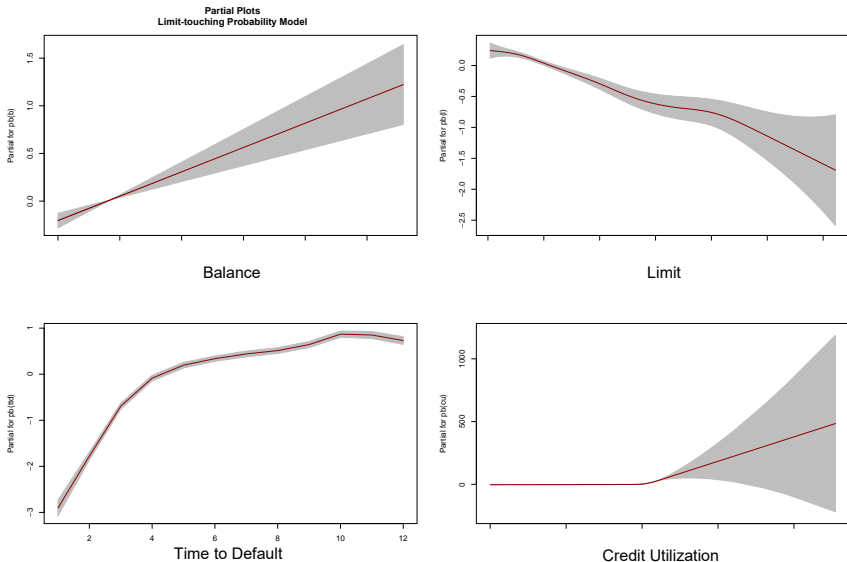 Partial Plots
Limit-touching Probability Model
Partial for pb(b)
1.5
1.0
0.5
0.0
Balance
Partial for pb(l)
0.0
-0.5
-1.0
-1.5
-2.0
-2.5
Limit
Partial for pb(ttd)
1
0
-1
-2
-3
2 4 6 8 10 12
Time to Default
Partial for pb(cu)
1000
500
0
Credit Utilization